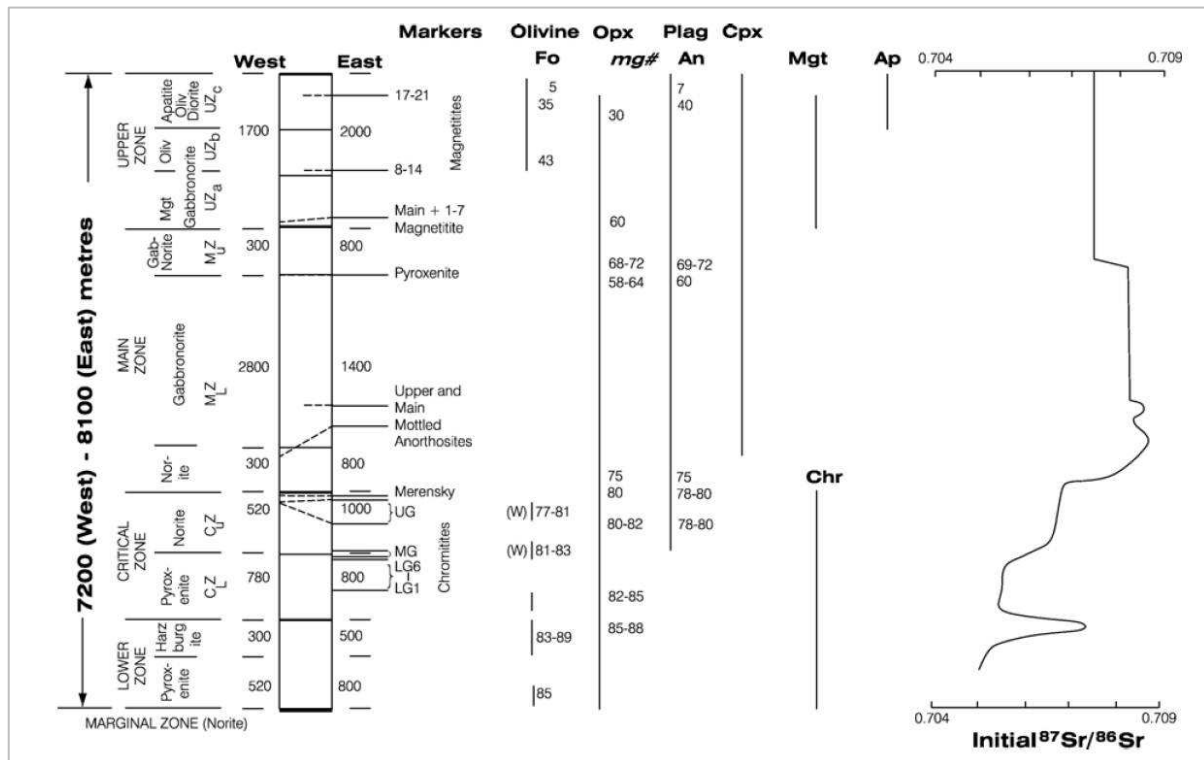 Markers Olivine Opx Plag Cpx
West East Fo mg# An Mgt Ap 0.704 0.709
7200 (West) - 8100 (East) metres
UPPER ZONE
Apatite Oliv Diorite UZc
1700 2000
17-21
Oliv Gabbronorite UZb
8-14
Magnetitites
Mgt UZa
Main + 1-7
Magnetitite
5 7
35 40
30
43
60
MAIN ZONE
Gab-Norite MuZ
300 800
68-72 69-72
Pyroxenite 58-64 60
Gabbronorite MLZ
2800 1400
Upper and
Main
Mottled
Anorthosites
Nor-ite
300 800
75 75 Chr
Merensky 80 78-80
CRITICAL ZONE
Norite CuZ
520 1000 UG (W) 77-81
80-82 78-80
MG (W) 81-83
Chromitites
Pyrox-enite CLZ
780 800 LG6
LG1
82-85
LOWER ZONE
Harz burg ite
300 500 83-89 85-88
Pyrox-enite
520 800 85
MARGINAL ZONE (Norite)
0.704 0.709
Initial 87Sr/86Sr